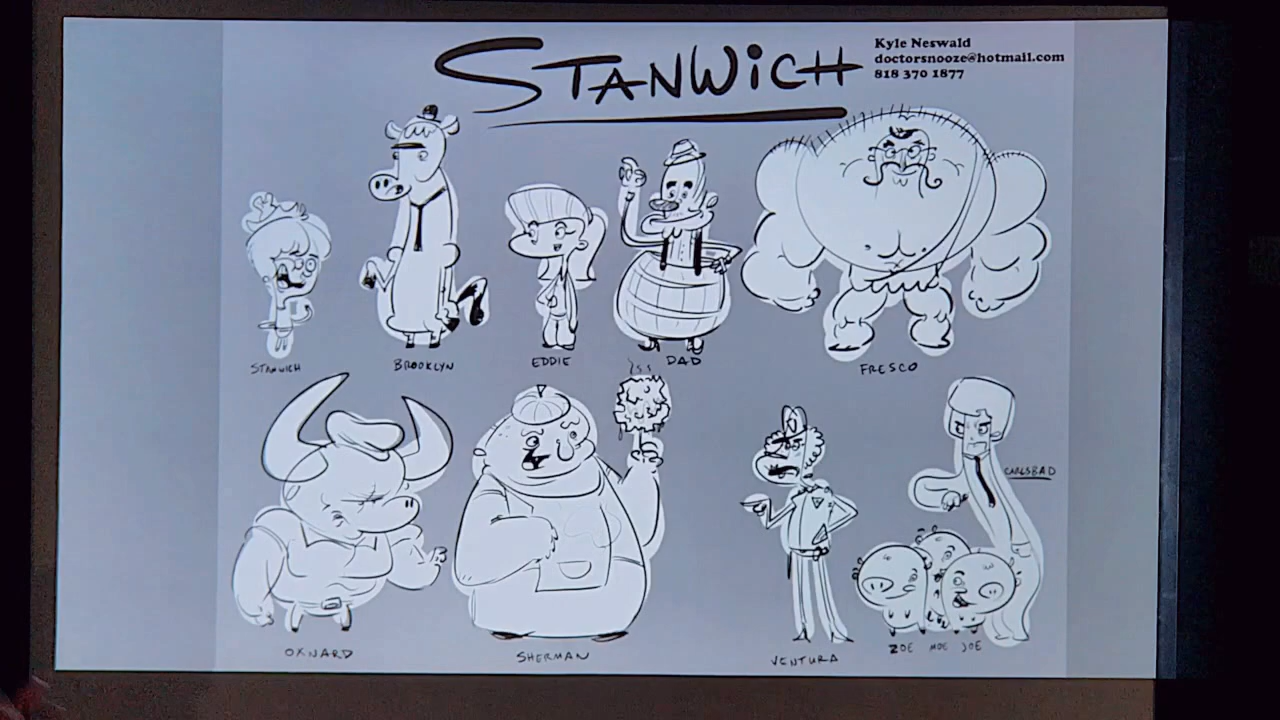 STANWiCH
Kyle Neswald
doctorsnooze@hotmail.com
818 370 1877
STANWICH
BROOKLYN
EDDIE
DAD
FRESCO
CARLSBAD
OXNARD
SHERMAN
VENTURA
ZOE MOE JOE